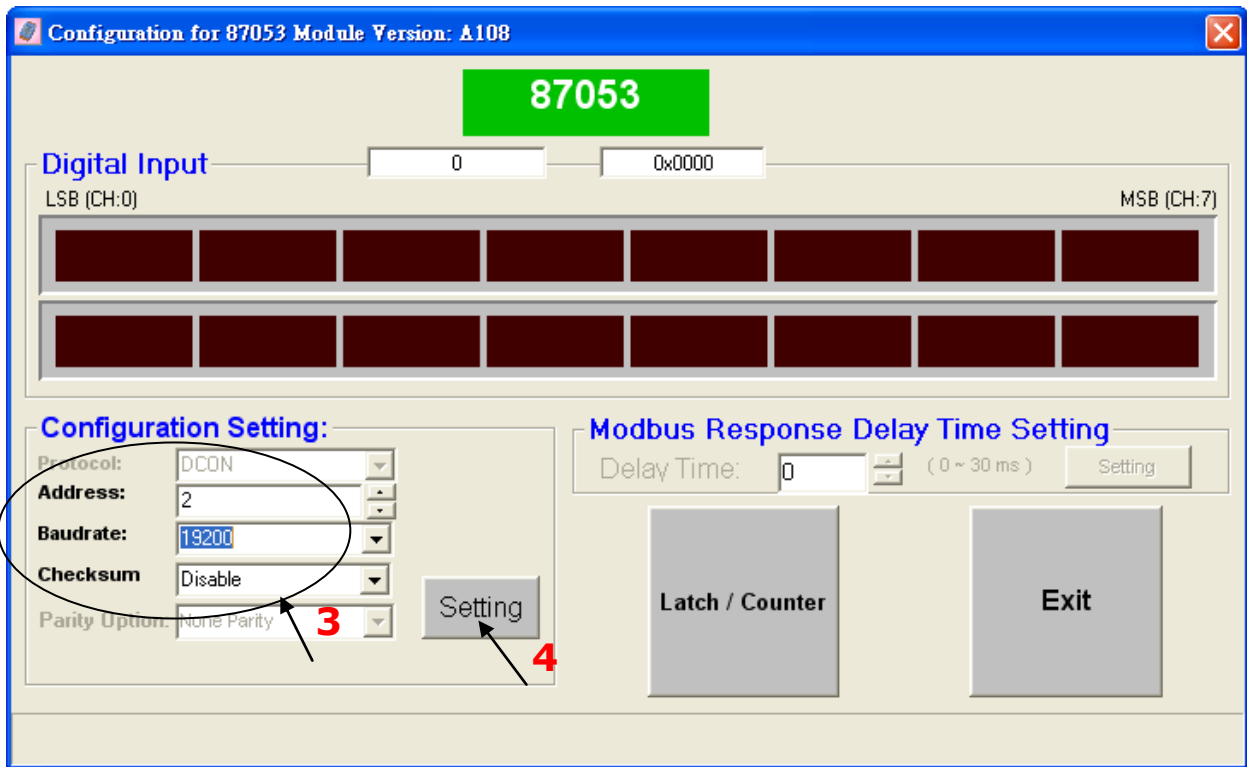 Configuration for 87053 Module Version: A108
87053
Digital Input 0 0x0000
LSB (CH:0) MSB (CH:7)
Configuration Setting:
Protocol: DCON
Address: 2
Baudrate: 19200
Checksum Disable
Parity Option: None Parity
3
Setting
4
Modbus Response Delay Time Setting
Delay Time: 0 ( 0 ~ 30 ms ) Setting
Latch / Counter
Exit